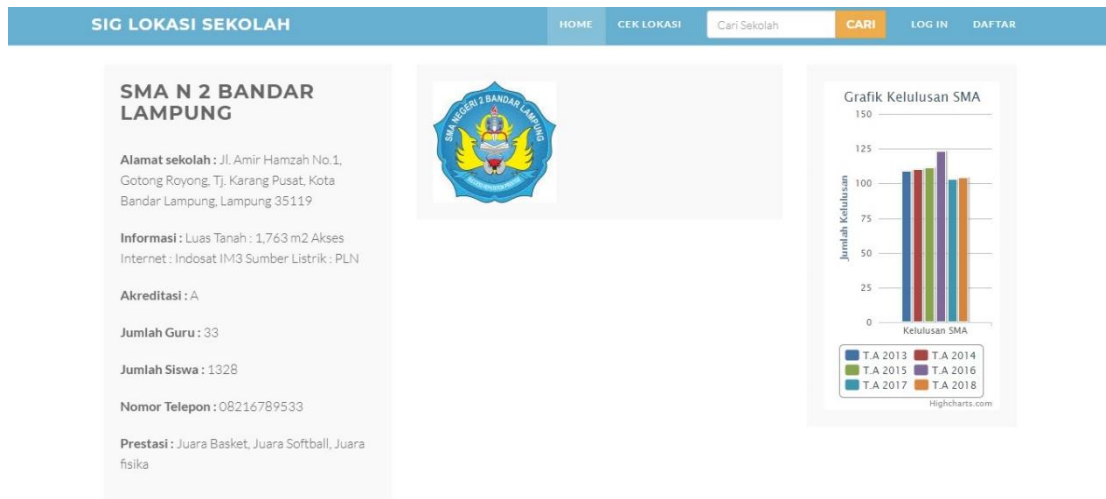 SIG LOKASI SEKOLAH
HOME
CEK LOKASI
Cari Sekolah
CARI
LOG IN
DAFTAR
SMA N 2 BANDAR
LAMPUNG
Alamat sekolah : Jl. Amir Hamzah No.1,
Gotong Royong, Tj. Karang Pusat, Kota
Bandar Lampung, Lampung 35119
Informasi : Luas Tanah : 1,763 m2 Akses
Internet : Indosat IM3 Sumber Listrik : PLN
Akreditasi : A
Jumlah Guru : 33
Jumlah Siswa : 1328
Nomor Telepon : 08216789533
Prestasi : Juara Basket, Juara Softball, Juara
fisika
SMA NEGERI 2 BANDAR LAMPUNG
Grafik Kelulusan SMA
Jumlah Kelulusan
150
125
100
75
50
25
0
Kelulusan SMA
T.A 2013 T.A 2014
T.A 2015 T.A 2016
T.A 2017 T.A 2018
Highcharts.com